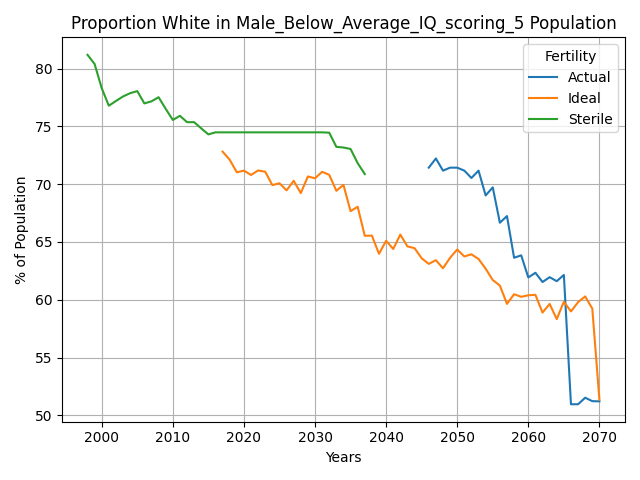 Proportion White in Male_Below_Average_IQ_scoring_5 Population
Fertility
Actual
Ideal
Sterile
% of Population
80
75
70
65
60
55
50
2000
2010
2020
2030
2040
2050
2060
2070
Years